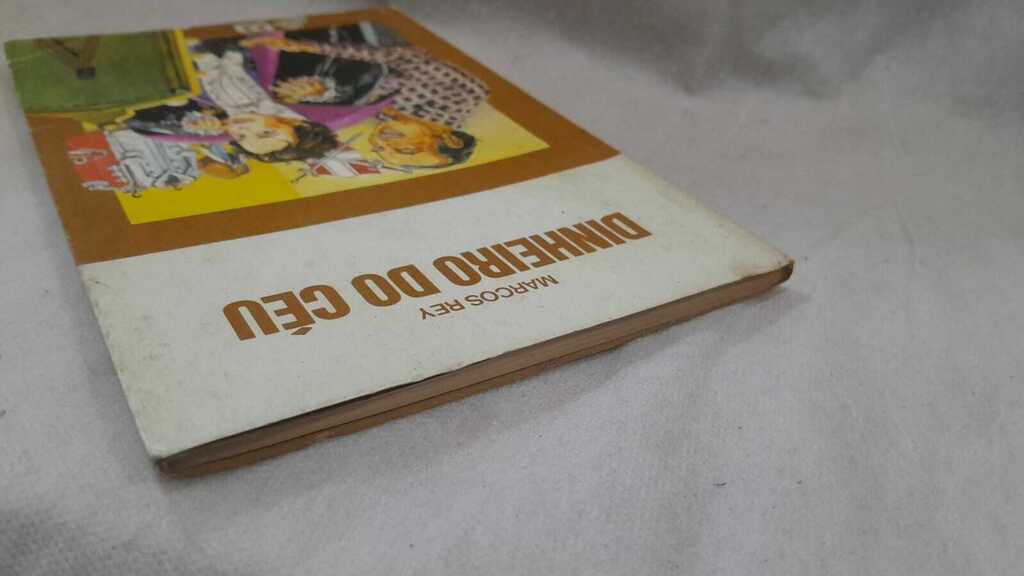 MARCOS REY
DINHEIRO DO CÉU